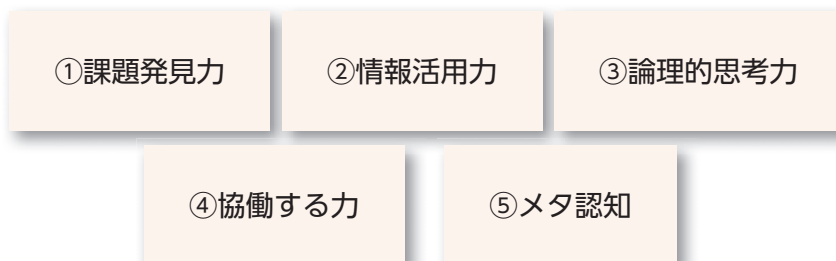 ①課題発見力
②情報活用力
③論理的思考力
④協働する力
⑤メタ認知